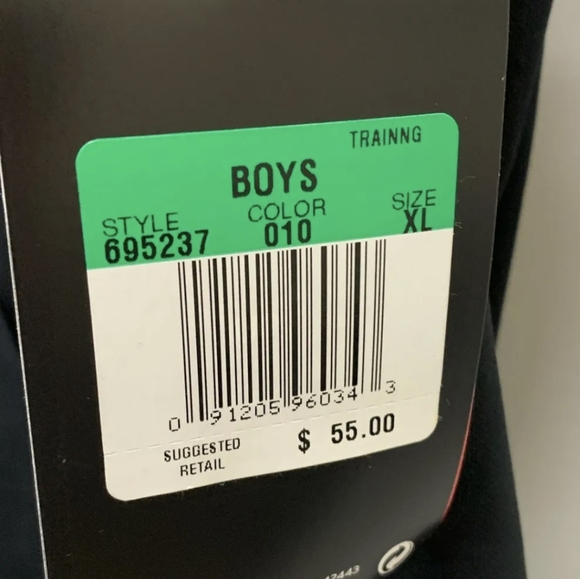 TRAINNG
BOYS
STYLE COLOR SIZE
695237 010 XL
0 91205 96034 3
SUGGESTED
RETAIL
$ 55.00